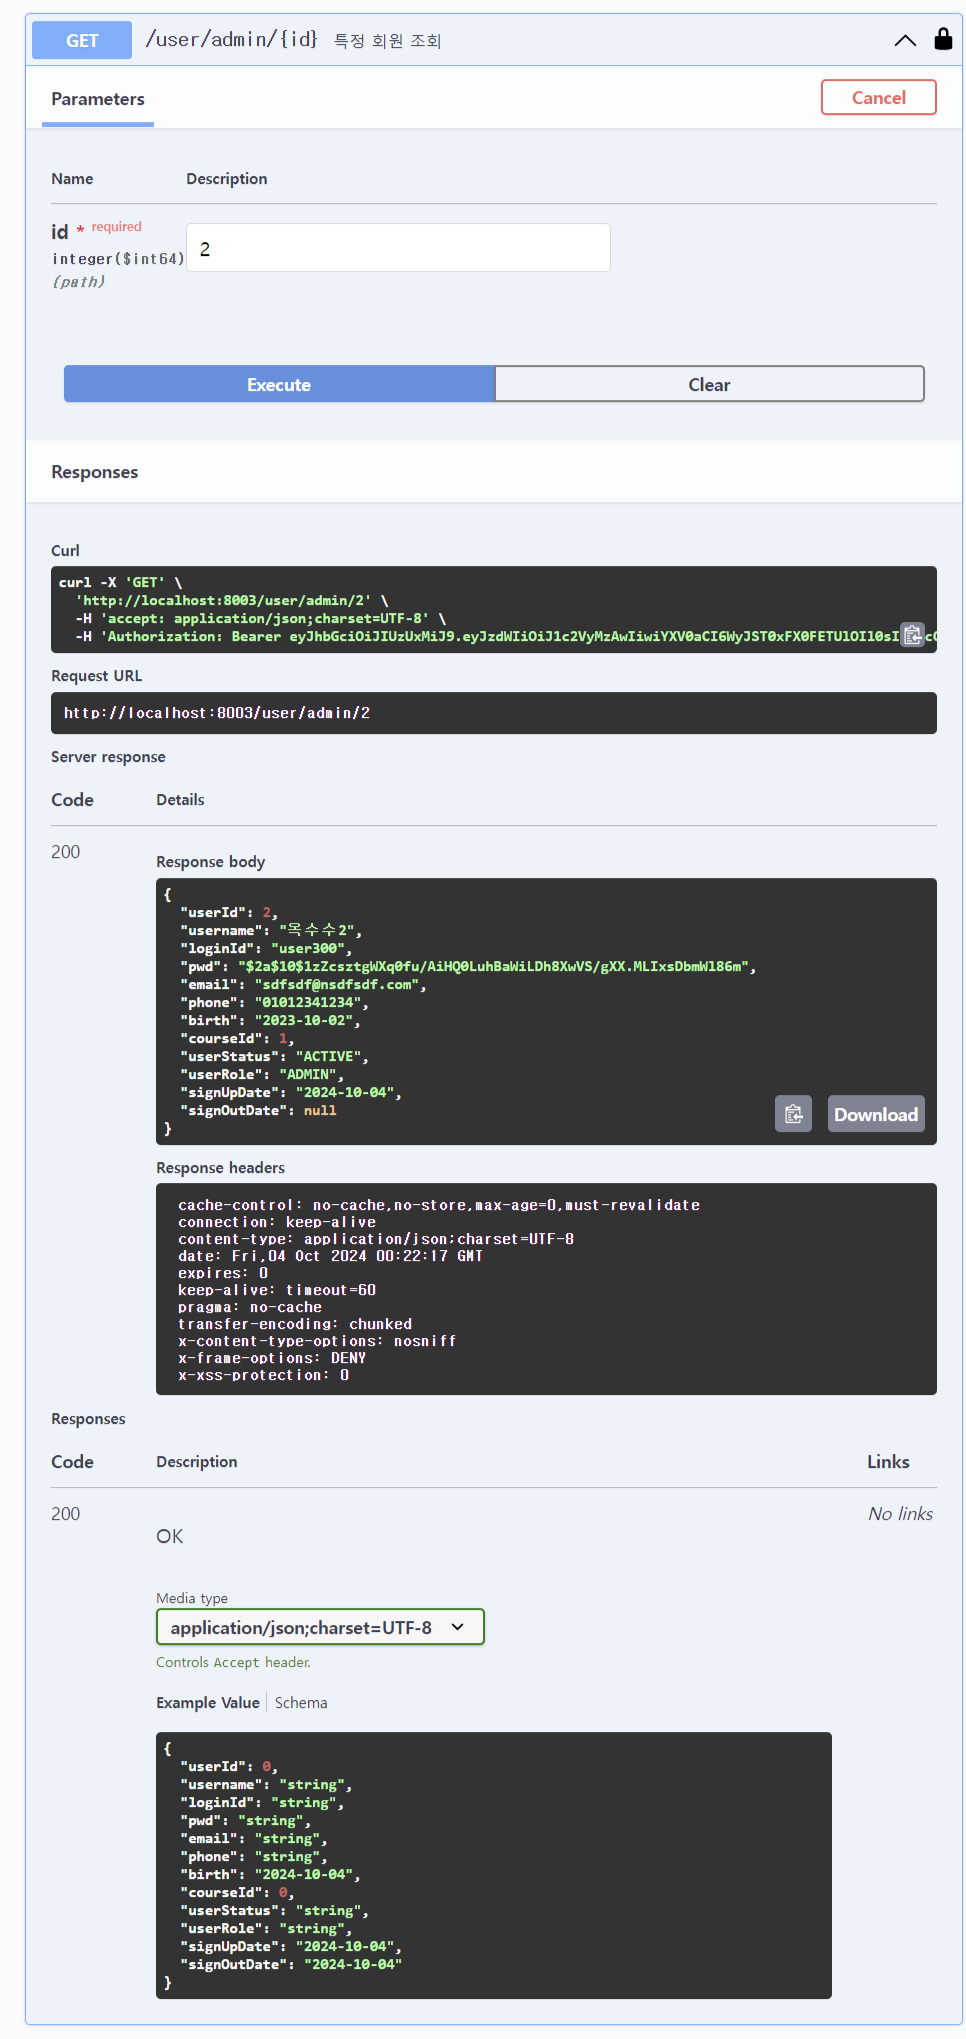 GET /user/admin/{id} 특정 회원 조회
Parameters
Cancel
Name Description
id * required
integer($int64)
(path)
2
Execute
Clear
Responses
Curl
curl -X 'GET' \
'http://localhost:8003/user/admin/2' \
-H 'accept: application/json;charset=UTF-8' \
-H 'Authorization: Bearer
Request URL
http://localhost:8003/user/admin/2
Server response
Code Details
200
Response body
{
"userId": 2,
"username": "옥수수2",
"loginId": "user300",
"pwd": "$2a$10$1zZcsztgWXq0fu/AiHQ0LuhBaWiLDh8XwVS/gXX.MLIxsDbmWl86m",
"email": "sdfsdf@nsdfsdf.com",
"phone": "01012341234",
"birth": "2023-10-02",
"courseId": 1,
"userStatus": "ACTIVE",
"userRole": "ADMIN",
"signUpDate": "2024-10-04",
"signOutDate": null
}
Download
Response headers
cache-control: no-cache,no-store,max-age=0,must-revalidate
connection: keep-alive
content-type: application/json;charset=UTF-8
date: Fri,04 Oct 2024 00:22:17 GMT
expires: 0
keep-alive: timeout=60
pragma: no-cache
transfer-encoding: chunked
x-content-type-options: nosniff
x-frame-options: DENY
x-xss-protection: 0
Responses
Code Description Links
200
OK
No links
Media type
application/json;charset=UTF-8
Controls Accept header.
Example Value Schema
{
"userId": 0,
"username": "string",
"loginId": "string",
"pwd": "string",
"email": "string",
"phone": "string",
"birth": "2024-10-04",
"courseId": 0,
"userStatus": "string",
"userRole": "string",
"signUpDate": "2024-10-04",
"signOutDate": "2024-10-04"
}